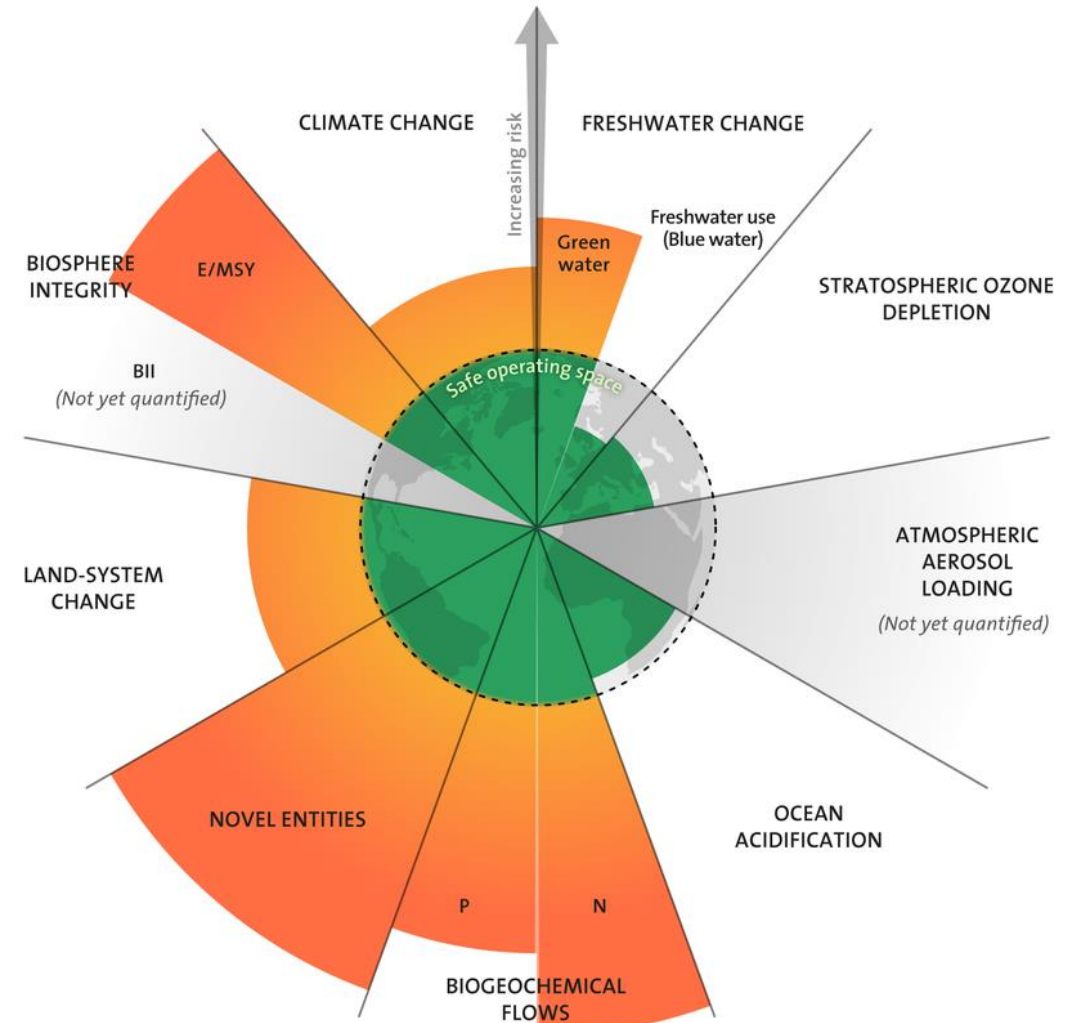 CLIMATE CHANGE
FRESHWATER CHANGE
Increasing risk
Freshwater use
(Blue water)
Green
water
BIOSPHERE
INTEGRITY
E/MSY
STRATOSPHERIC OZONE
DEPLETION
BII
(Not yet quantified)
Safe operating space
ATMOSPHERIC
AEROSOL
LOADING
(Not yet quantified)
LAND-SYSTEM
CHANGE
NOVEL ENTITIES
OCEAN
ACIDIFICATION
P
N
BIOGEOCHEMICAL
FLOWS